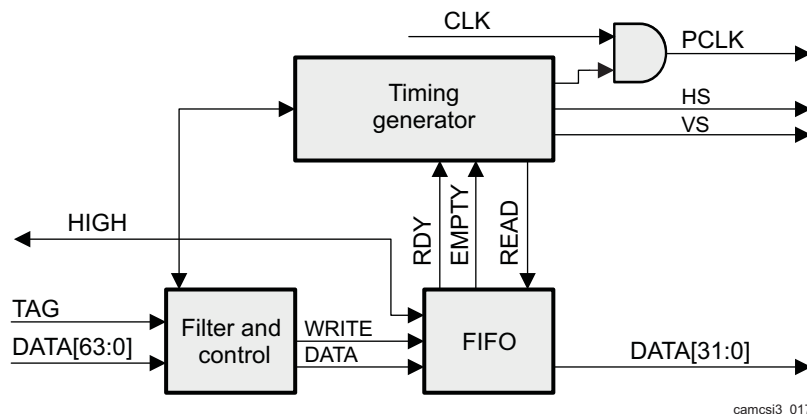 CLK
PCLK
Timing
generator
HS
VS
HIGH
RDY
EMPTY
READ
TAG
DATA[63:0]
Filter and
control
WRITE
DATA
FIFO
DATA[31:0]
camcsi3_017